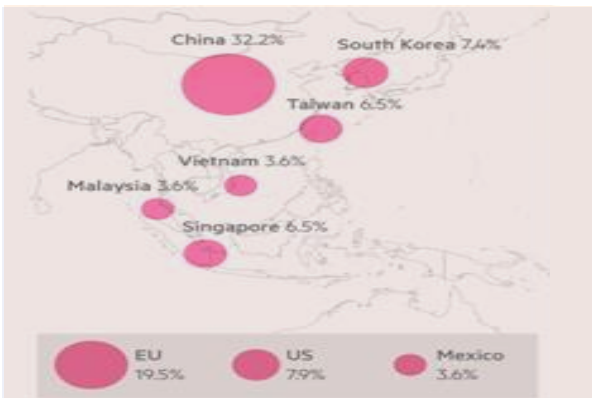 China 32.2%
South Korea 7.4%
Taiwan 6.5%
Vietnam 3.6%
Malaysia 3.6%
Singapore 6.5%
EU
19.5%
US
7.9%
Mexico
3.6%